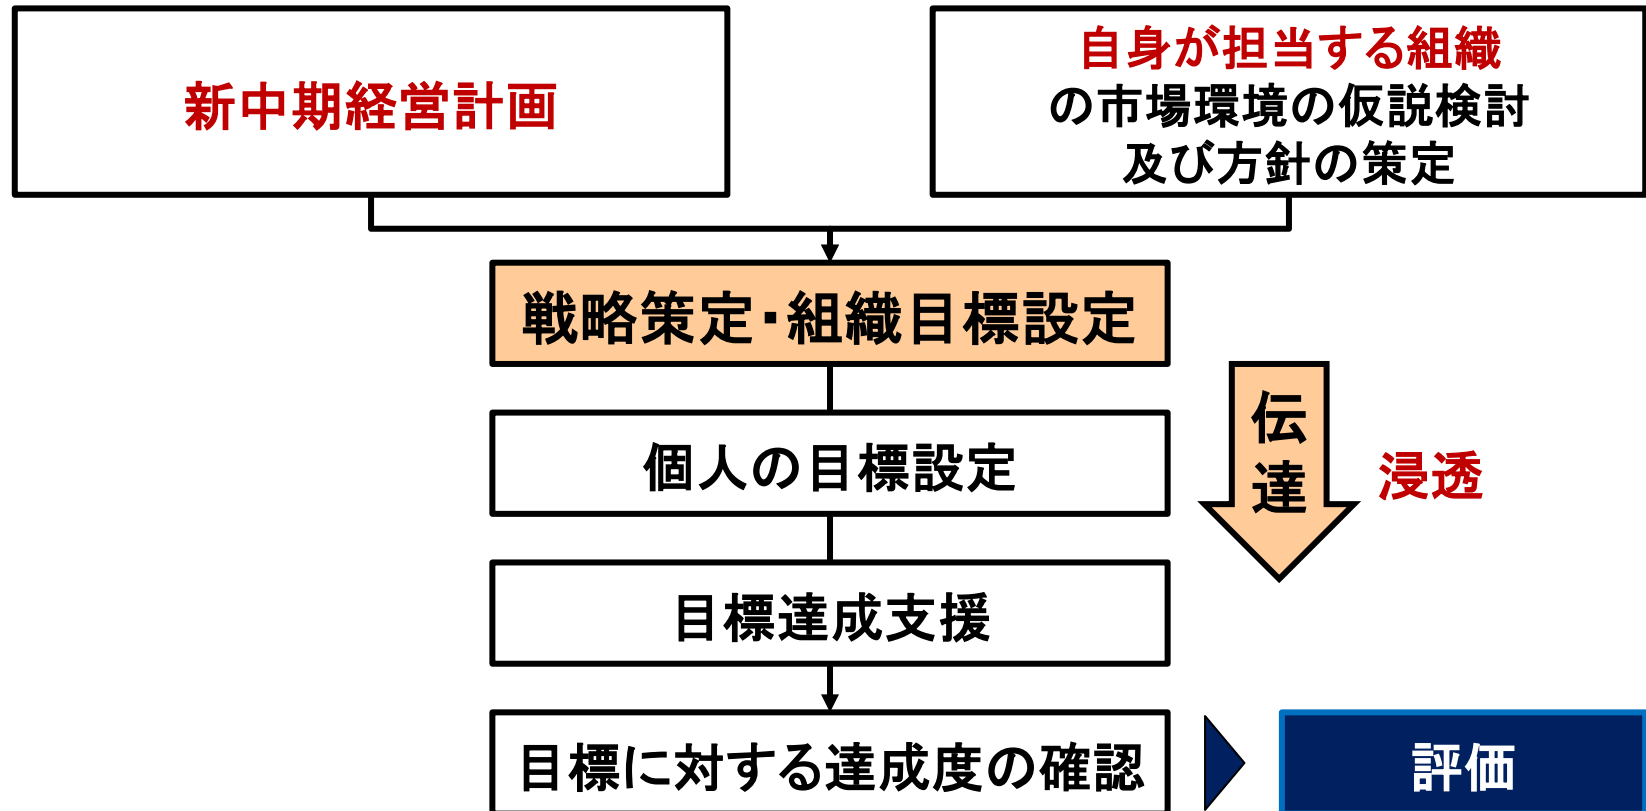 新中期経営計画
自身が担当する組織
の市場環境の仮説検討
及び方針の策定
戦略策定・組織目標設定
個人の目標設定
伝達
浸透
目標達成支援
目標に対する達成度の確認
評価